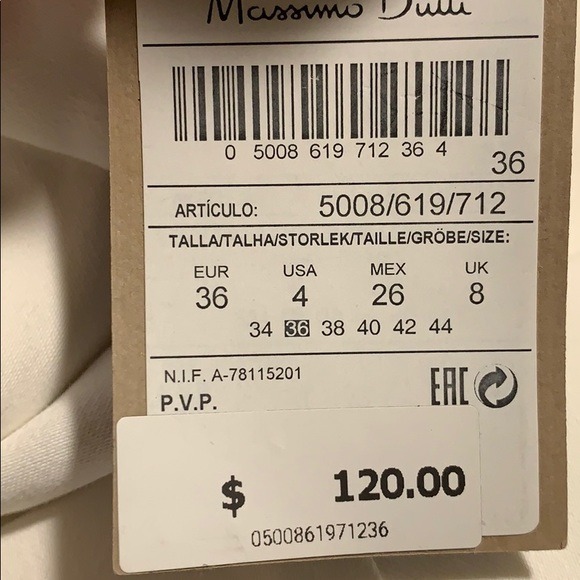 Massimo Dutti
0 5008 619 712 36 4
36
ARTÍCULO: 5008/619/712
TALLA/TALHA/STORLEK/TAILLE/GRÖBE/SIZE:
EUR USA MEX UK
36 4 26 8
34 36 38 40 42 44
N.I.F. A-78115201
P.V.P.
EAC
$ 120.00
0500861971236